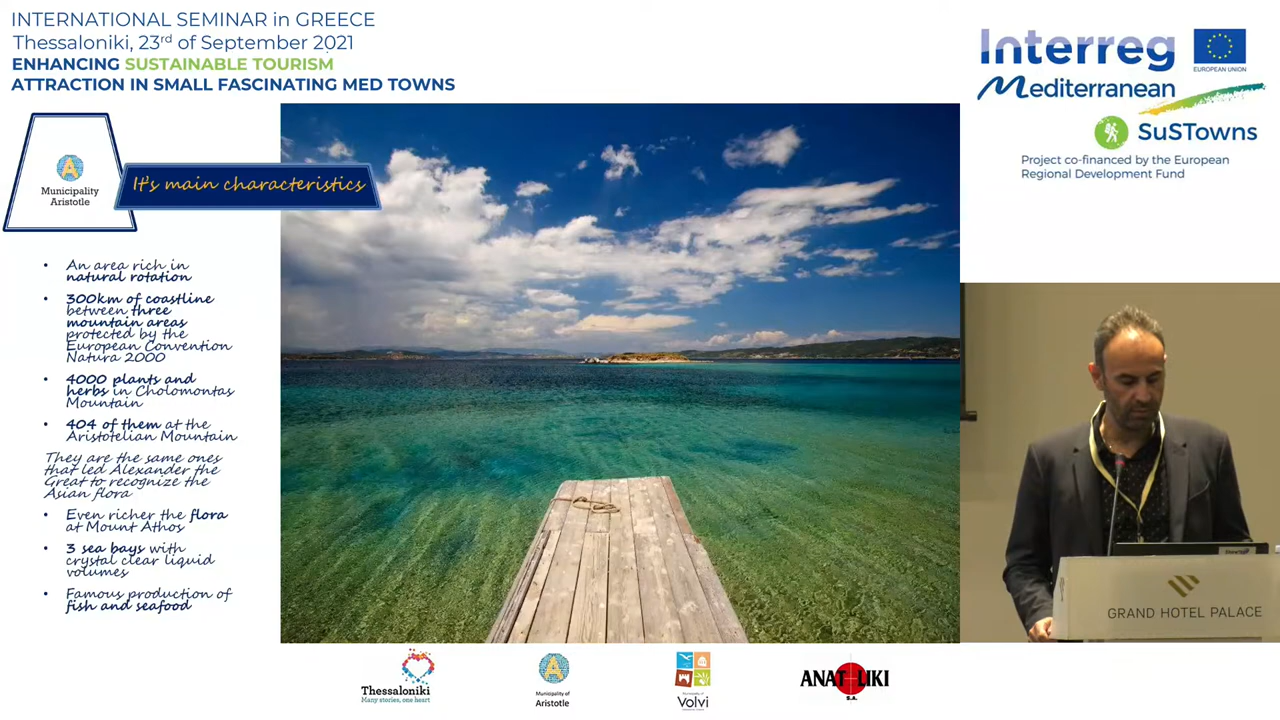 INTERNATIONAL SEMINAR in GREECE
Thessaloniki, 23rd of September 2021
ENHANCING SUSTAINABLE TOURISM
ATTRACTION IN SMALL FASCINATING MED TOWNS
Interreg
EUROPEAN UNION
Mediterranean
SuSTowns
Project co-financed by the European
Regional Development Fund
A
Municipality
Aristotle
It's main characteristics
• An area rich in
natural rotation
• 300km of coastline
between three
mountain areas
protected by the
European Convention
Natura 2000
• 4000 plants and
herbs in Cholomontas
Mountain
• 404 of them at the
Aristotelian Mountain
They are the same ones
that led Alexander the
Great to recognize the
Asian flora
• Even richer the flora
at Mount Athos
• 3 sea bays with
crystal clear liquid
volumes
• Famous production of
fish and seafood
GRAND HOTEL PALACE
Thessaloniki
Many stories, one heart
A
Municipality of
Aristotle
Municipality of
Volvi
ANATOLIKI
S.A.